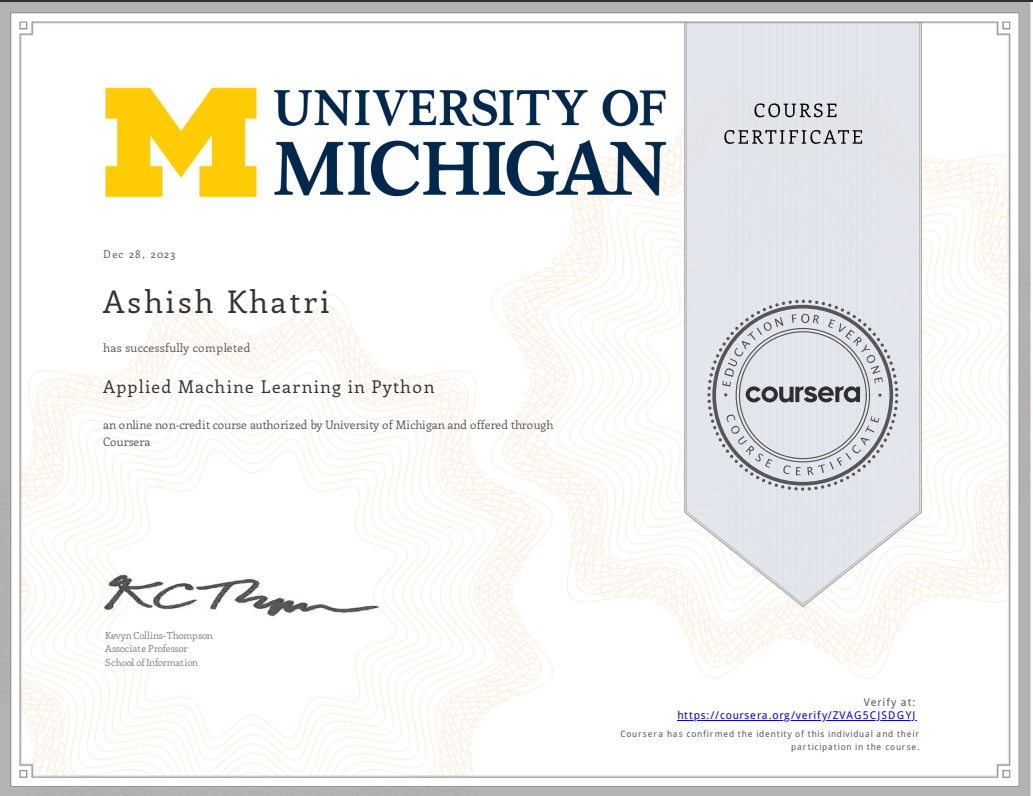 M UNIVERSITY OF
MICHIGAN
COURSE
CERTIFICATE
Dec 28, 2023
Ashish Khatri
has successfully completed
Applied Machine Learning in Python
an online non-credit course authorized by University of Michigan and offered through
Coursera
EDUCATION FOR EVERYONE
coursera
COURSE CERTIFICATE
Kevyn Collins-Thompson
Associate Professor
School of Information
Verify at:
https://coursera.org/verify/ZVAG5CJSDGYJ
Coursera has confirmed the identity of this individual and their
participation in the course.